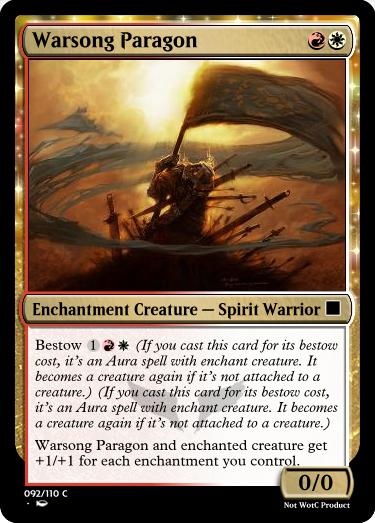 Warsong Paragon
Enchantment Creature — Spirit Warrior
Bestow 1 (If you cast this card for its bestow
cost, it's an Aura spell with enchant creature. It
becomes a creature again if it's not attached to a
creature.) (If you cast this card for its bestow cost,
it's an Aura spell with enchant creature. It becomes
a creature again if it's not attached to a creature.)
Warsong Paragon and enchanted creature get
+1/+1 for each enchantment you control.
0/0
092/110 C
Not WotC Product